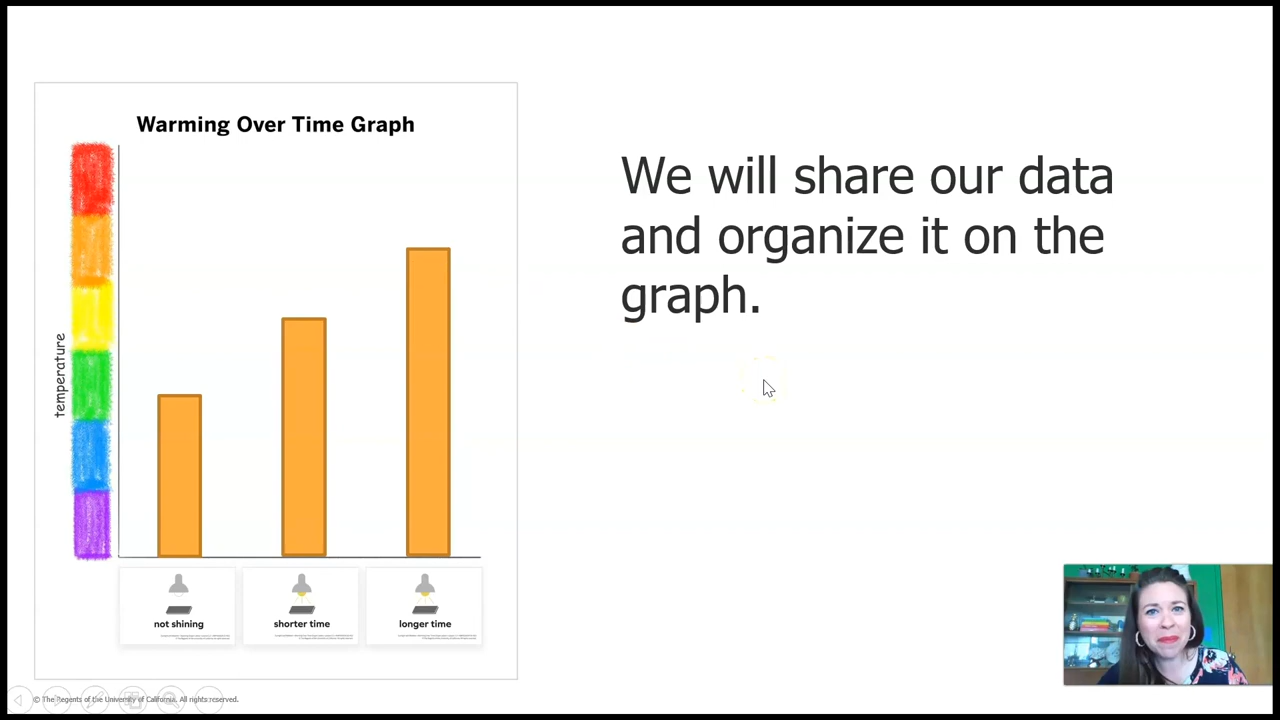 Warming Over Time Graph
We will share our data
and organize it on the
graph.
temperature
not shining
shorter time
longer time
© The Regents of the University of California. All rights reserved.